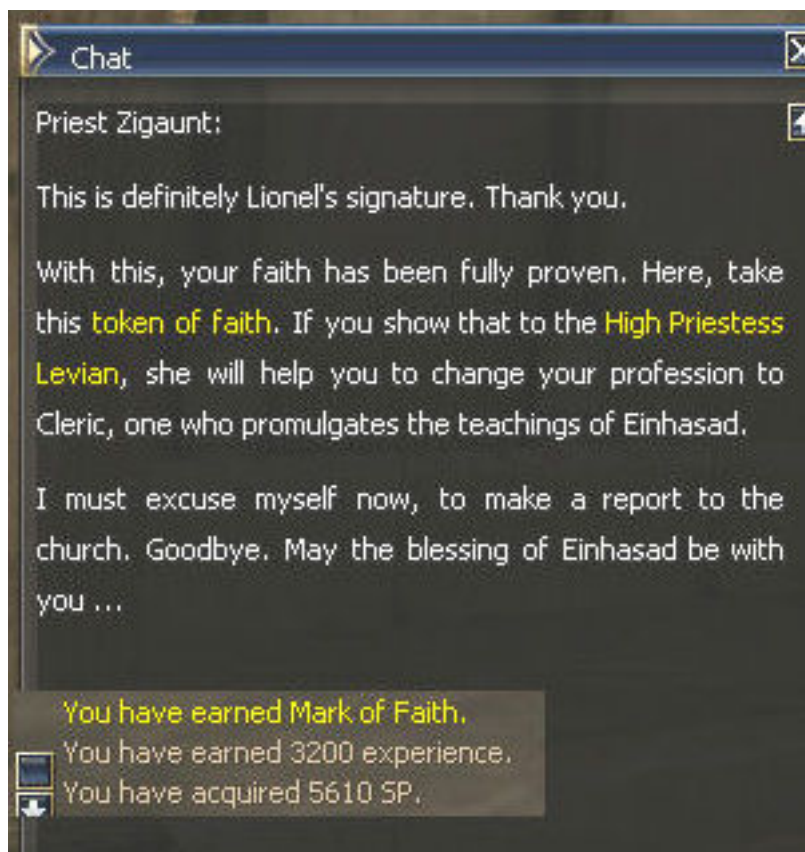 Chat
Priest Zigaunt:
This is definitely Lionel's signature. Thank you.
With this, your faith has been fully proven. Here, take
this token of faith. If you show that to the High Priestess
Levian, she will help you to change your profession to
Cleric, one who promulgates the teachings of Einhasad.
I must excuse myself now, to make a report to the
church. Goodbye. May the blessing of Einhasad be with
you ...
You have earned Mark of Faith.
You have earned 3200 experience.
You have acquired 5610 SP.